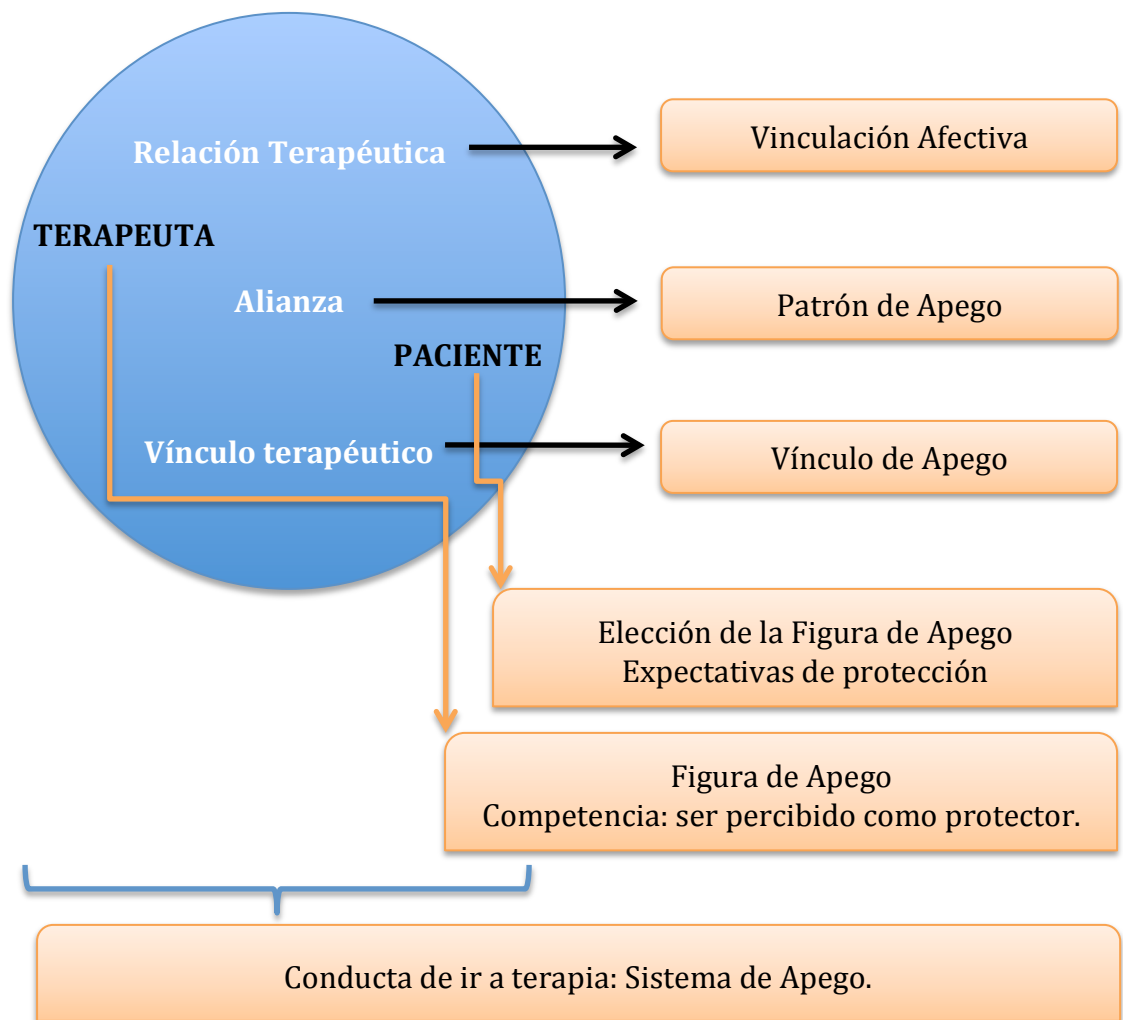 Relación Terapéutica
Vinculación Afectiva
TERAPEUTA
Alianza
Patrón de Apego
PACIENTE
Vínculo terapéutico
Vínculo de Apego
Elección de la Figura de Apego
Expectativas de protección
Figura de Apego
Competencia: ser percibido como protector.
Conducta de ir a terapia: Sistema de Apego.